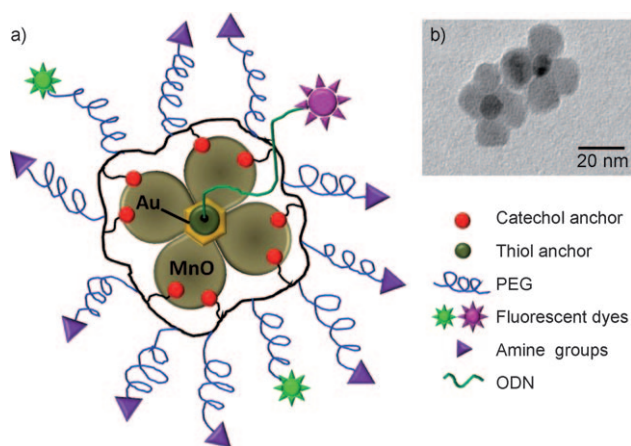 a)
b)
Au
MnO
20 nm
Catechol anchor
Thiol anchor
PEG
Fluorescent dyes
Amine groups
ODN